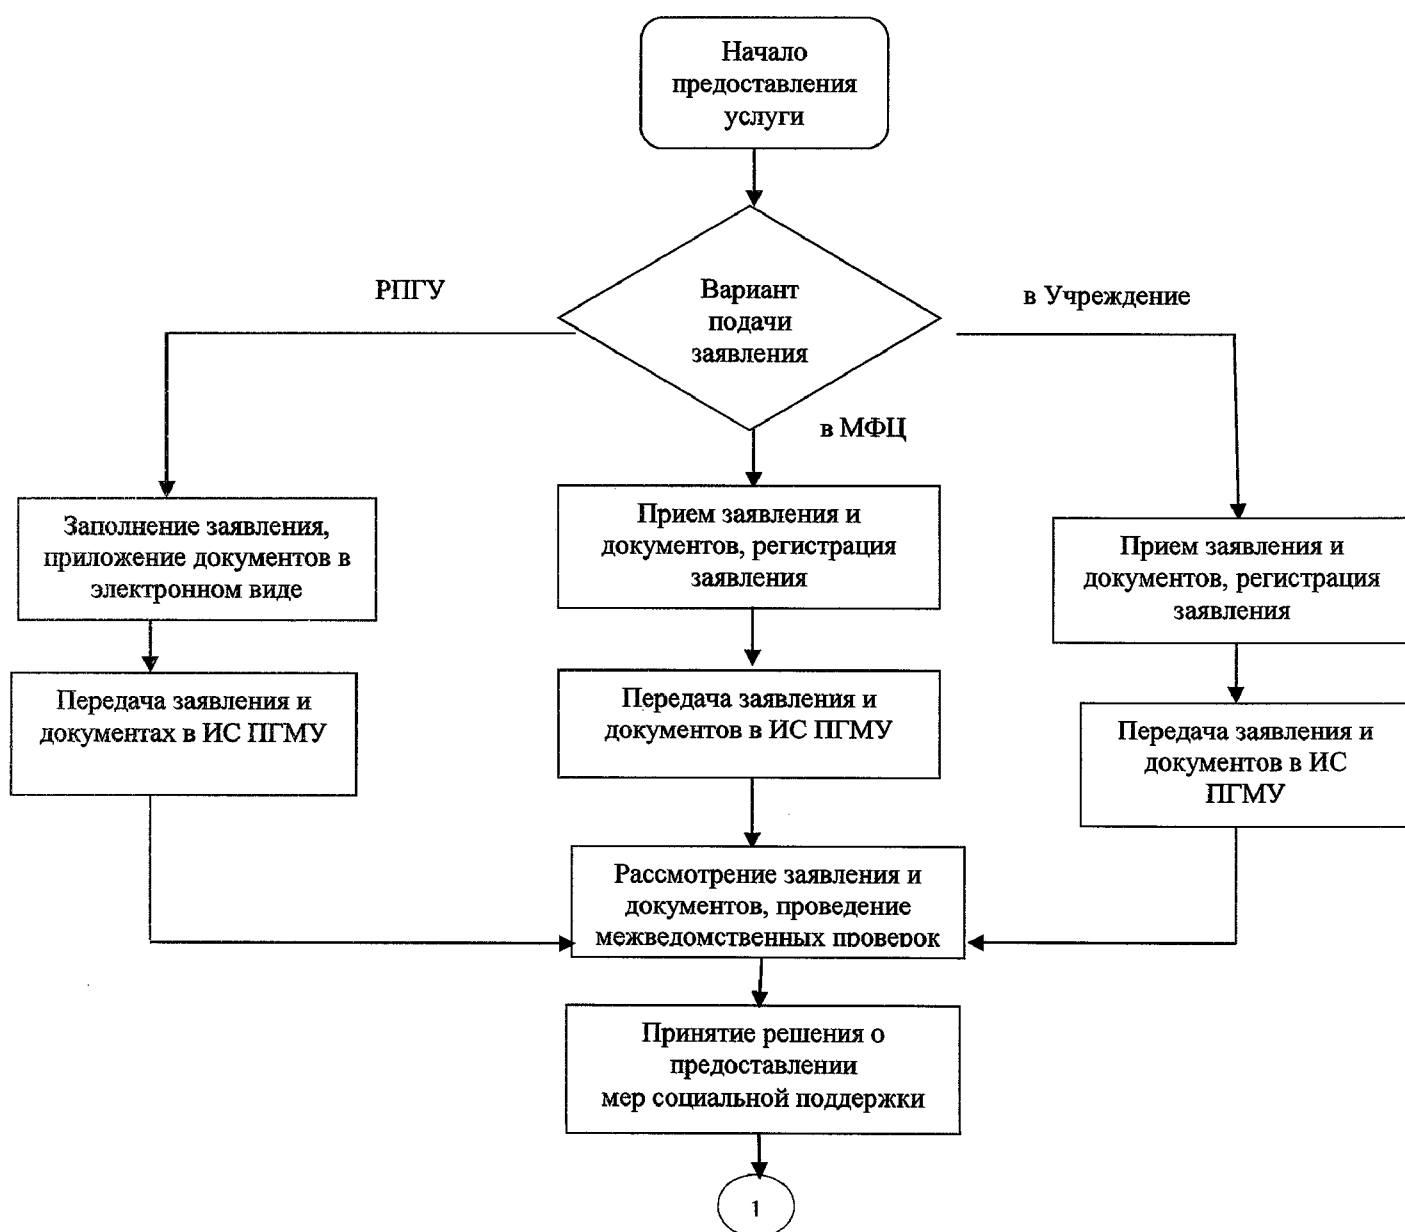 Начало
предоставления
услуги
РПГУ
Вариант
подачи
заявления
в Учреждение
в МФЦ
Заполнение заявления,
приложение документов в
электронном виде
Прием заявления и
документов, регистрация
заявления
Прием заявления и
документов, регистрация
заявления
Передача заявления и
документах в ИС ПГМУ
Передача заявления и
документов в ИС ПГМУ
Передача заявления и
документов в ИС
ПГМУ
Рассмотрение заявления и
документов, проведение
межведомственных проверок
Принятие решения о
предоставлении
мер социальной поддержки
1